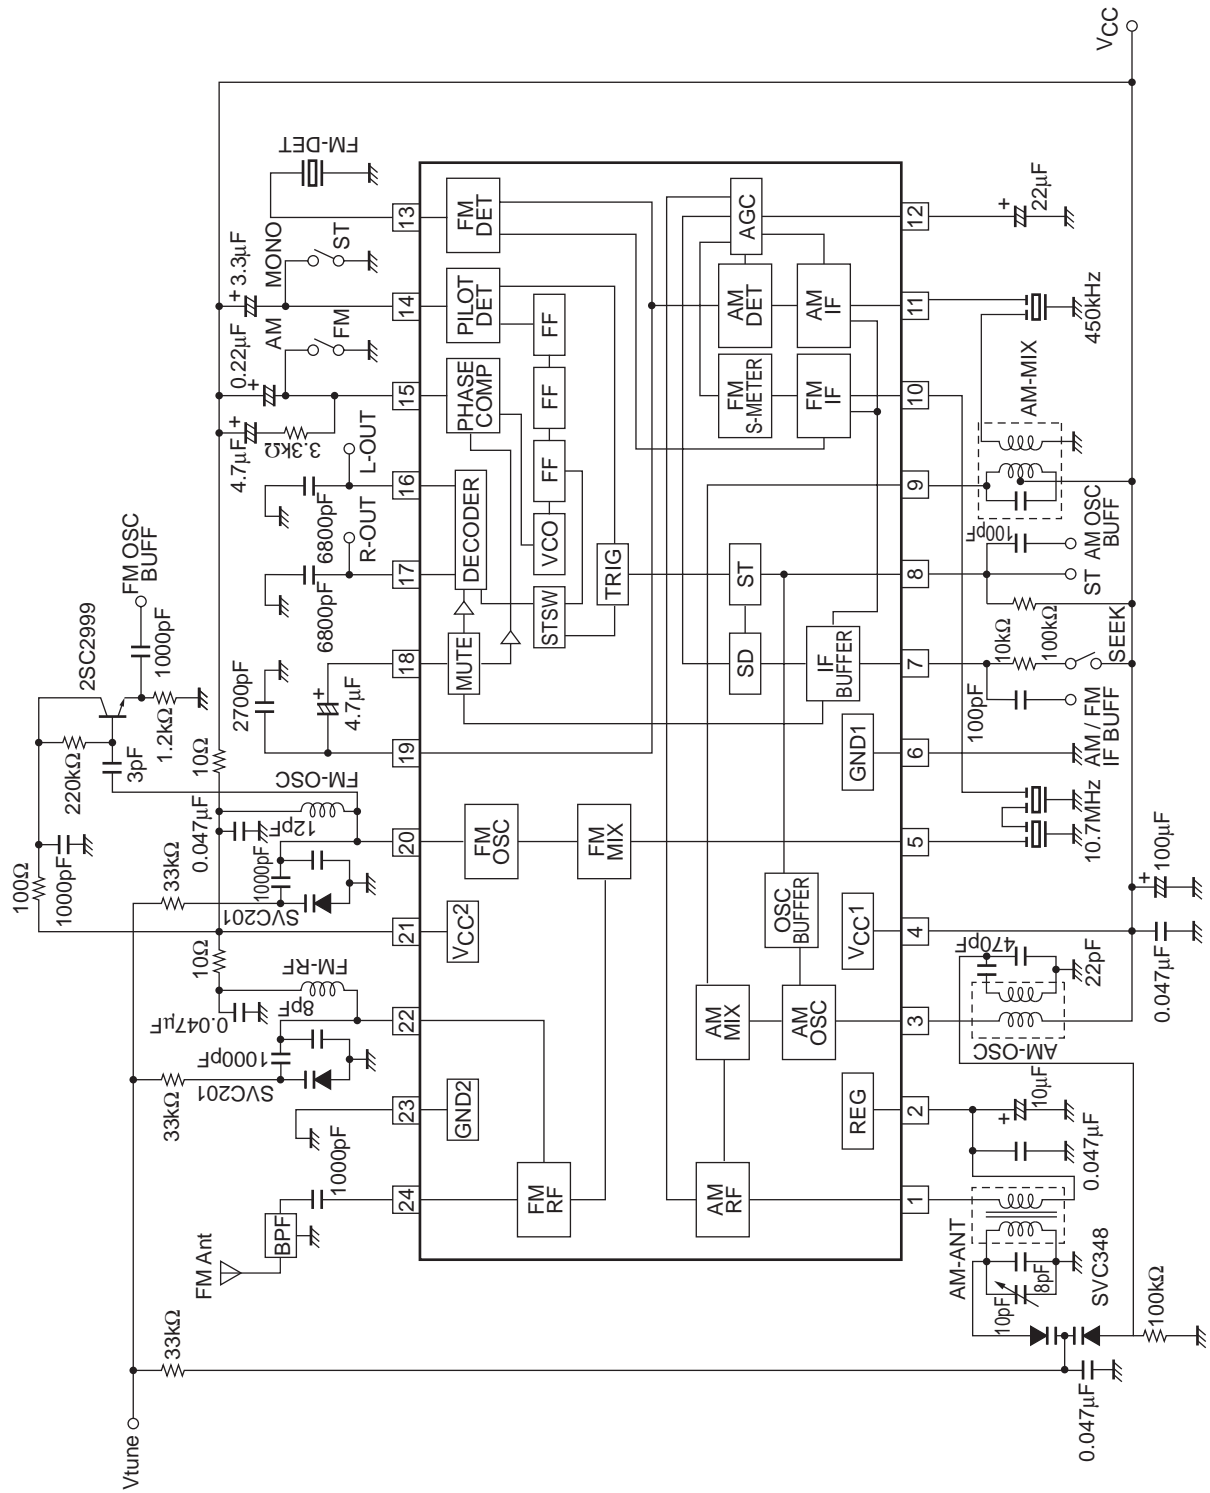 Vtune
33kΩ
FM Ant
BPF
1000pF
33kΩ
SVC201
1000pF
8pF
FM-RF
0.047µF
10Ω
100Ω
1000pF
33kΩ
0.047µF
SVC201
1000pF
12pF
FM-OSC
10Ω
220kΩ
3pF
2SC2999
1.2kΩ
1000pF
FM OSC
BUFF
2700pF
4.7µF
6800pF
R-OUT
6800pF
L-OUT
4.7µF
3.3kΩ
0.22µF
AM
FM
3.3µF
MONO
ST
FM-DET
VCC
24
23
22
21
20
19
18
17
16
15
14
13
GND2
VCC2
FM
OSC
MUTE
DECODER
PHASE
COMP
PILOT
DET
FM
DET
FM
RF
FM
MIX
STSW
VCO
FF
FF
FF
TRIG
AM
RF
AM
MIX
AM
OSC
OSC
BUFFER
SD
ST
FM
S-METER
AM
DET
AGC
REG
VCC1
GND1
IF
BUFFER
FM
IF
AM
IF
1
2
3
4
5
6
7
8
9
10
11
12
AM-ANT
10pF
8pF
SVC348
100kΩ
0.047µF
0.047µF
10µF
AM-OSC
470pF
22pF
0.047µF
100µF
10.7MHz
AM / FM
IF BUFF
100pF
10kΩ
SEEK
100kΩ
ST
AM OSC
BUFF
100pF
AM-MIX
450kHz
22µF
+
+
+
+
+
+
+